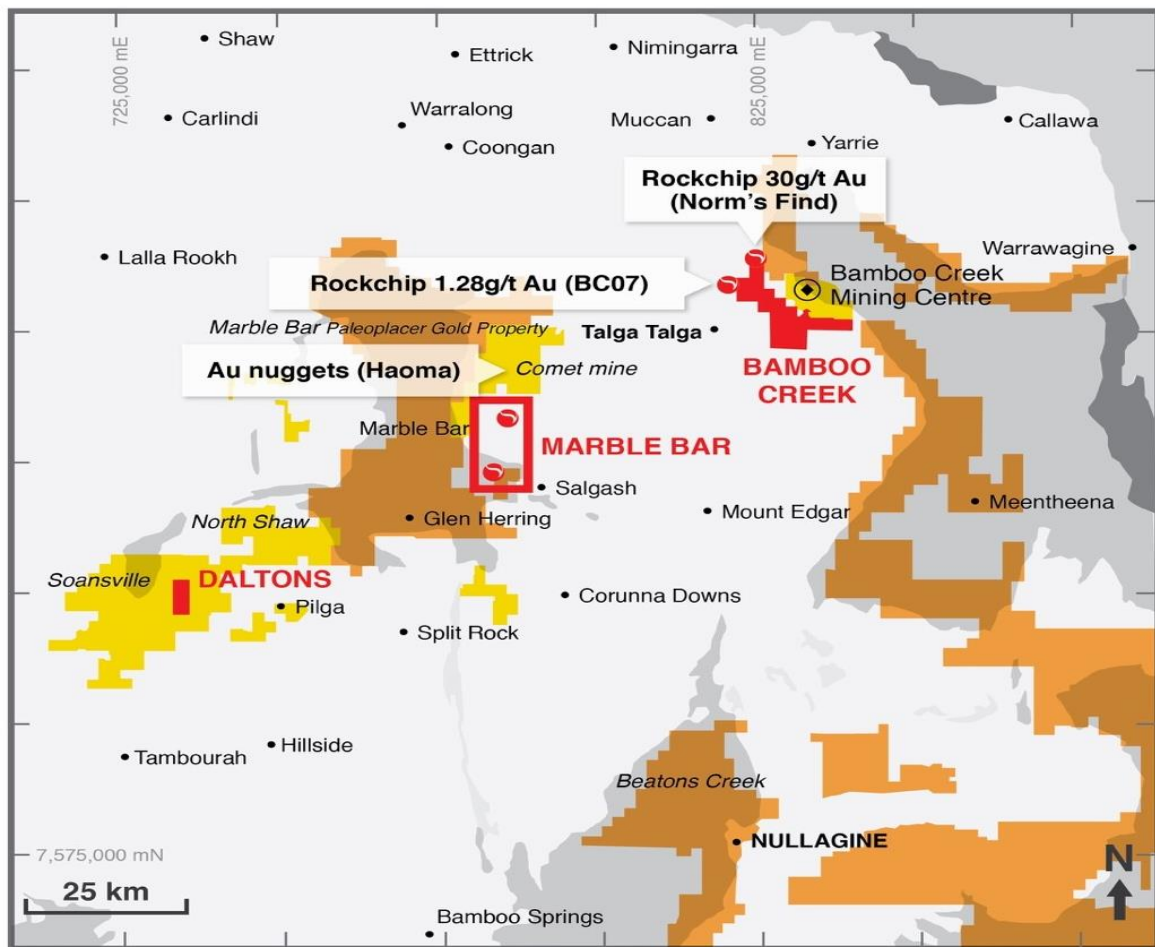 725,000 mE
825,000 mE
Shaw
Ettrick
Nimingarra
Carlindi
Warralong
Coongan
Muccan
Yarrie
Callawa
Rockchip 30g/t Au
(Norm's Find)
Lalla Rookh
Warrawagine
Rockchip 1.28g/t Au (BC07)
Bamboo Creek
Mining Centre
Marble Bar Paleoplacer Gold Property
Talga Talga
Au nuggets (Haoma)
Comet mine
BAMBOO
CREEK
Marble Bar
MARBLE BAR
Salgash
Meentheena
North Shaw
Glen Herring
Mount Edgar
Soansville
DALTONS
Pilga
Corunna Downs
Split Rock
Tambourah
Hillside
Beatons Creek
NULLAGINE
7,575,000 mN
25 km
N
Bamboo Springs